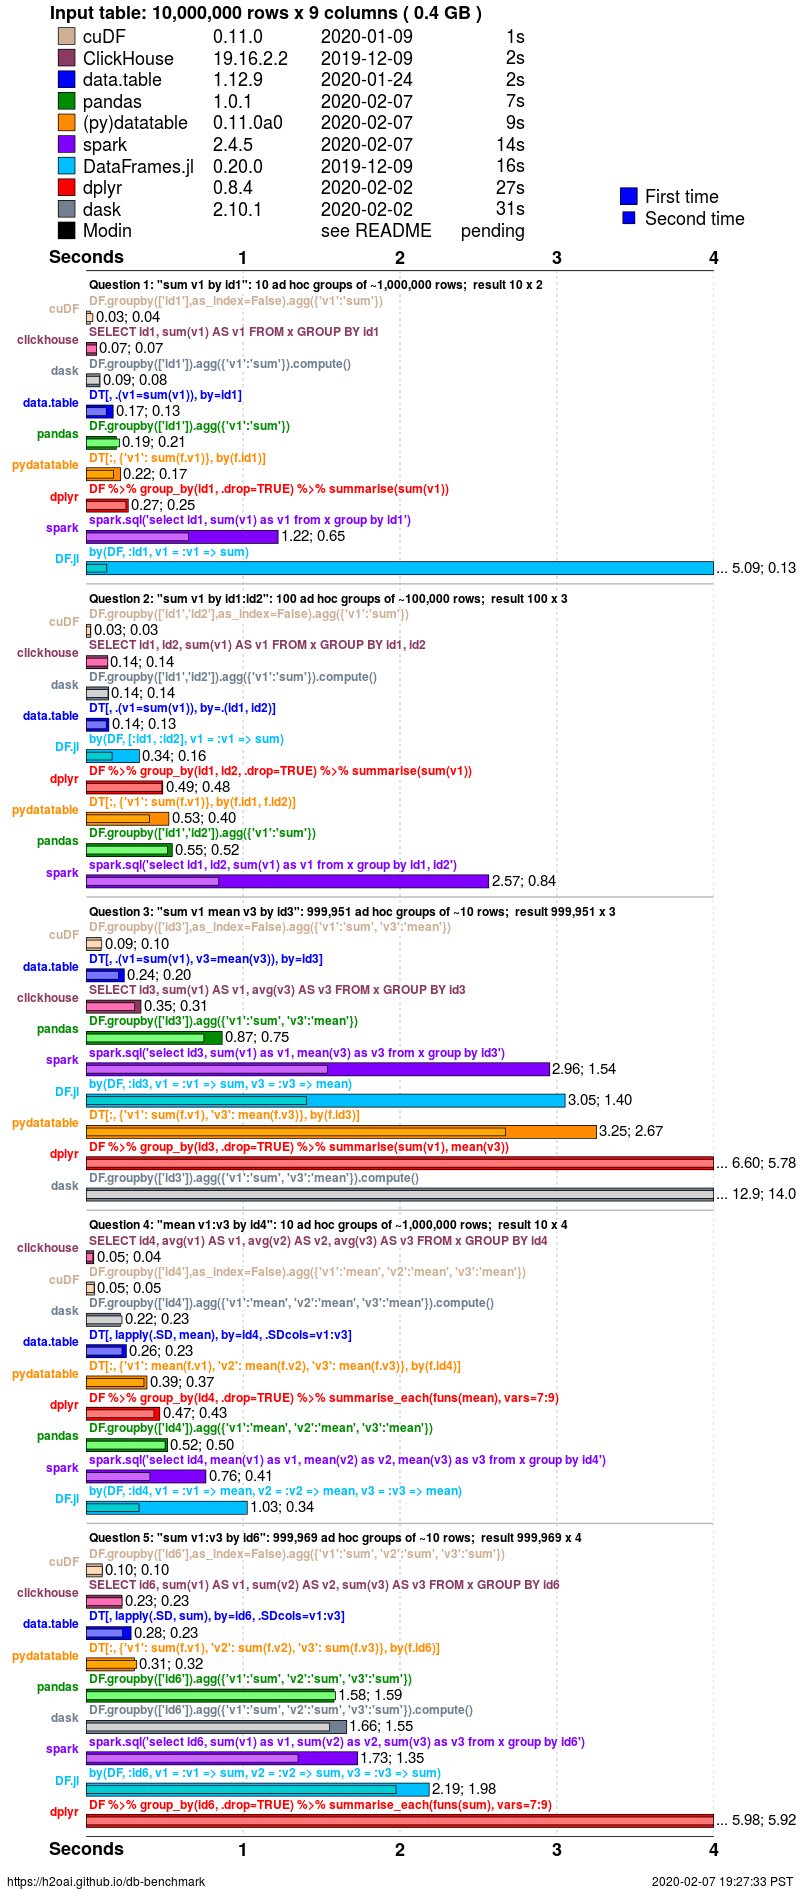 Input table: 10,000,000 rows x 9 columns ( 0.4 GB )
cuDF 0.11.0 2020-01-09 1s
ClickHouse 19.16.2.2 2019-12-09 2s
data.table 1.12.9 2020-01-24 2s
pandas 1.0.1 2020-02-07 7s
(py)datatable 0.11.0a0 2020-02-07 9s
spark 2.4.5 2020-02-07 14s
DataFrames.jl 0.20.0 2019-12-09 16s
dplyr 0.8.4 2020-02-02 27s
dask 2.10.1 2020-02-02 31s
Modin see README pending
First time
Second time
Seconds 1 2 3 4
Question 1: "sum v1 by id1": 10 ad hoc groups of ~1,000,000 rows; result 10 x 2
DF.groupby(['id1'],as_index=False).agg({'v1':'sum'})
cuDF 0.03; 0.04
SELECT id1, sum(v1) AS v1 FROM x GROUP BY id1
clickhouse 0.07; 0.07
DF.groupby(['id1']).agg({'v1':'sum'}).compute()
dask 0.09; 0.08
DT[, .(v1=sum(v1)), by=id1]
data.table 0.17; 0.13
DF.groupby(['id1']).agg({'v1':'sum'})
pandas 0.19; 0.21
DT[:, {'v1': sum(f.v1)}, by(f.id1)]
pydatatable 0.22; 0.17
DF %>% group_by(id1, .drop=TRUE) %>% summarise(sum(v1))
dplyr 0.27; 0.25
spark.sql('select id1, sum(v1) as v1 from x group by id1')
spark 1.22; 0.65
by(DF, :id1, v1 = :v1 => sum)
DF.jl ... 5.09; 0.13
Question 2: "sum v1 by id1:id2": 100 ad hoc groups of ~100,000 rows; result 100 x 3
DF.groupby(['id1','id2'],as_index=False).agg({'v1':'sum'})
cuDF 0.03; 0.03
SELECT id1, id2, sum(v1) AS v1 FROM x GROUP BY id1, id2
clickhouse 0.14; 0.14
DF.groupby(['id1','id2']).agg({'v1':'sum'}).compute()
dask 0.14; 0.14
DT[, .(v1=sum(v1)), by=.(id1, id2)]
data.table 0.14; 0.13
by(DF, [:id1, :id2], v1 = :v1 => sum)
DF.jl 0.34; 0.16
DF %>% group_by(id1, id2, .drop=TRUE) %>% summarise(sum(v1))
dplyr 0.49; 0.48
DT[:, {'v1': sum(f.v1)}, by(f.id1, f.id2)]
pydatatable 0.53; 0.40
DF.groupby(['id1','id2']).agg({'v1':'sum'})
pandas 0.55; 0.52
spark.sql('select id1, id2, sum(v1) as v1 from x group by id1, id2')
spark 2.57; 0.84
Question 3: "sum v1 mean v3 by id3": 999,951 ad hoc groups of ~10 rows; result 999,951 x 3
DF.groupby(['id3'],as_index=False).agg({'v1':'sum', 'v3':'mean'})
cuDF 0.09; 0.10
DT[, .(v1=sum(v1), v3=mean(v3)), by=id3]
data.table 0.24; 0.20
SELECT id3, sum(v1) AS v1, avg(v3) AS v3 FROM x GROUP BY id3
clickhouse 0.35; 0.31
DF.groupby(['id3']).agg({'v1':'sum', 'v3':'mean'})
pandas 0.87; 0.75
spark.sql('select id3, sum(v1) as v1, mean(v3) as v3 from x group by id3')
spark 2.96; 1.54
by(DF, :id3, v1 = :v1 => sum, v3 = :v3 => mean)
DF.jl 3.05; 1.40
DT[:, {'v1': sum(f.v1), 'v3': mean(f.v3)}, by(f.id3)]
pydatatable 3.25; 2.67
DF %>% group_by(id3, .drop=TRUE) %>% summarise(sum(v1), mean(v3))
dplyr ... 6.60; 5.78
DF.groupby(['id3']).agg({'v1':'sum', 'v3':'mean'}).compute()
dask ... 12.9; 14.0
Question 4: "mean v1:v3 by id4": 10 ad hoc groups of ~1,000,000 rows; result 10 x 4
SELECT id4, avg(v1) AS v1, avg(v2) AS v2, avg(v3) AS v3 FROM x GROUP BY id4
clickhouse 0.05; 0.04
DF.groupby(['id4'],as_index=False).agg({'v1':'mean', 'v2':'mean', 'v3':'mean'})
cuDF 0.05; 0.05
DF.groupby(['id4']).agg({'v1':'mean', 'v2':'mean', 'v3':'mean'}).compute()
dask 0.22; 0.23
DT[, lapply(.SD, mean), by=id4, .SDcols=v1:v3]
data.table 0.26; 0.23
DT[:, {'v1': mean(f.v1), 'v2': mean(f.v2), 'v3': mean(f.v3)}, by(f.id4)]
pydatatable 0.39; 0.37
DF %>% group_by(id4, .drop=TRUE) %>% summarise_each(funs(mean), vars=7:9)
dplyr 0.47; 0.43
DF.groupby(['id4']).agg({'v1':'mean', 'v2':'mean', 'v3':'mean'})
pandas 0.52; 0.50
spark.sql('select id4, mean(v1) as v1, mean(v2) as v2, mean(v3) as v3 from x group by id4')
spark 0.76; 0.41
by(DF, :id4, v1 = :v1 => mean, v2 = :v2 => mean, v3 = :v3 => mean)
DF.jl 1.03; 0.34
Question 5: "sum v1:v3 by id6": 999,969 ad hoc groups of ~10 rows; result 999,969 x 4
DF.groupby(['id6'],as_index=False).agg({'v1':'sum', 'v2':'sum', 'v3':'sum'})
cuDF 0.10; 0.10
SELECT id6, sum(v1) AS v1, sum(v2) AS v2, sum(v3) AS v3 FROM x GROUP BY id6
clickhouse 0.23; 0.23
DT[, lapply(.SD, sum), by=id6, .SDcols=v1:v3]
data.table 0.28; 0.23
DT[:, {'v1': sum(f.v1), 'v2': sum(f.v2), 'v3': sum(f.v3)}, by(f.id6)]
pydatatable 0.31; 0.32
DF.groupby(['id6']).agg({'v1':'sum', 'v2':'sum', 'v3':'sum'})
pandas 1.58; 1.59
DF.groupby(['id6']).agg({'v1':'sum', 'v2':'sum', 'v3':'sum'}).compute()
dask 1.66; 1.55
spark.sql('select id6, sum(v1) as v1, sum(v2) as v2, sum(v3) as v3 from x group by id6')
spark 1.73; 1.35
by(DF, :id6, v1 = :v1 => sum, v2 = :v2 => sum, v3 = :v3 => sum)
DF.jl 2.19; 1.98
DF %>% group_by(id6, .drop=TRUE) %>% summarise_each(funs(sum), vars=7:9)
dplyr ... 5.98; 5.92
Seconds 1 2 3 4
https://h2oai.github.io/db-benchmark 2020-02-07 19:27:33 PST